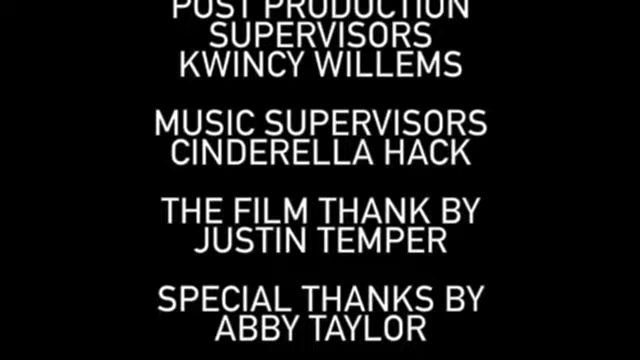 POST PRODUCTION
SUPERVISORS
KWINCY WILLEMS
MUSIC SUPERVISORS
CINDERELLA HACK
THE FILM THANK BY
JUSTIN TEMPER
SPECIAL THANKS BY
ABBY TAYLOR